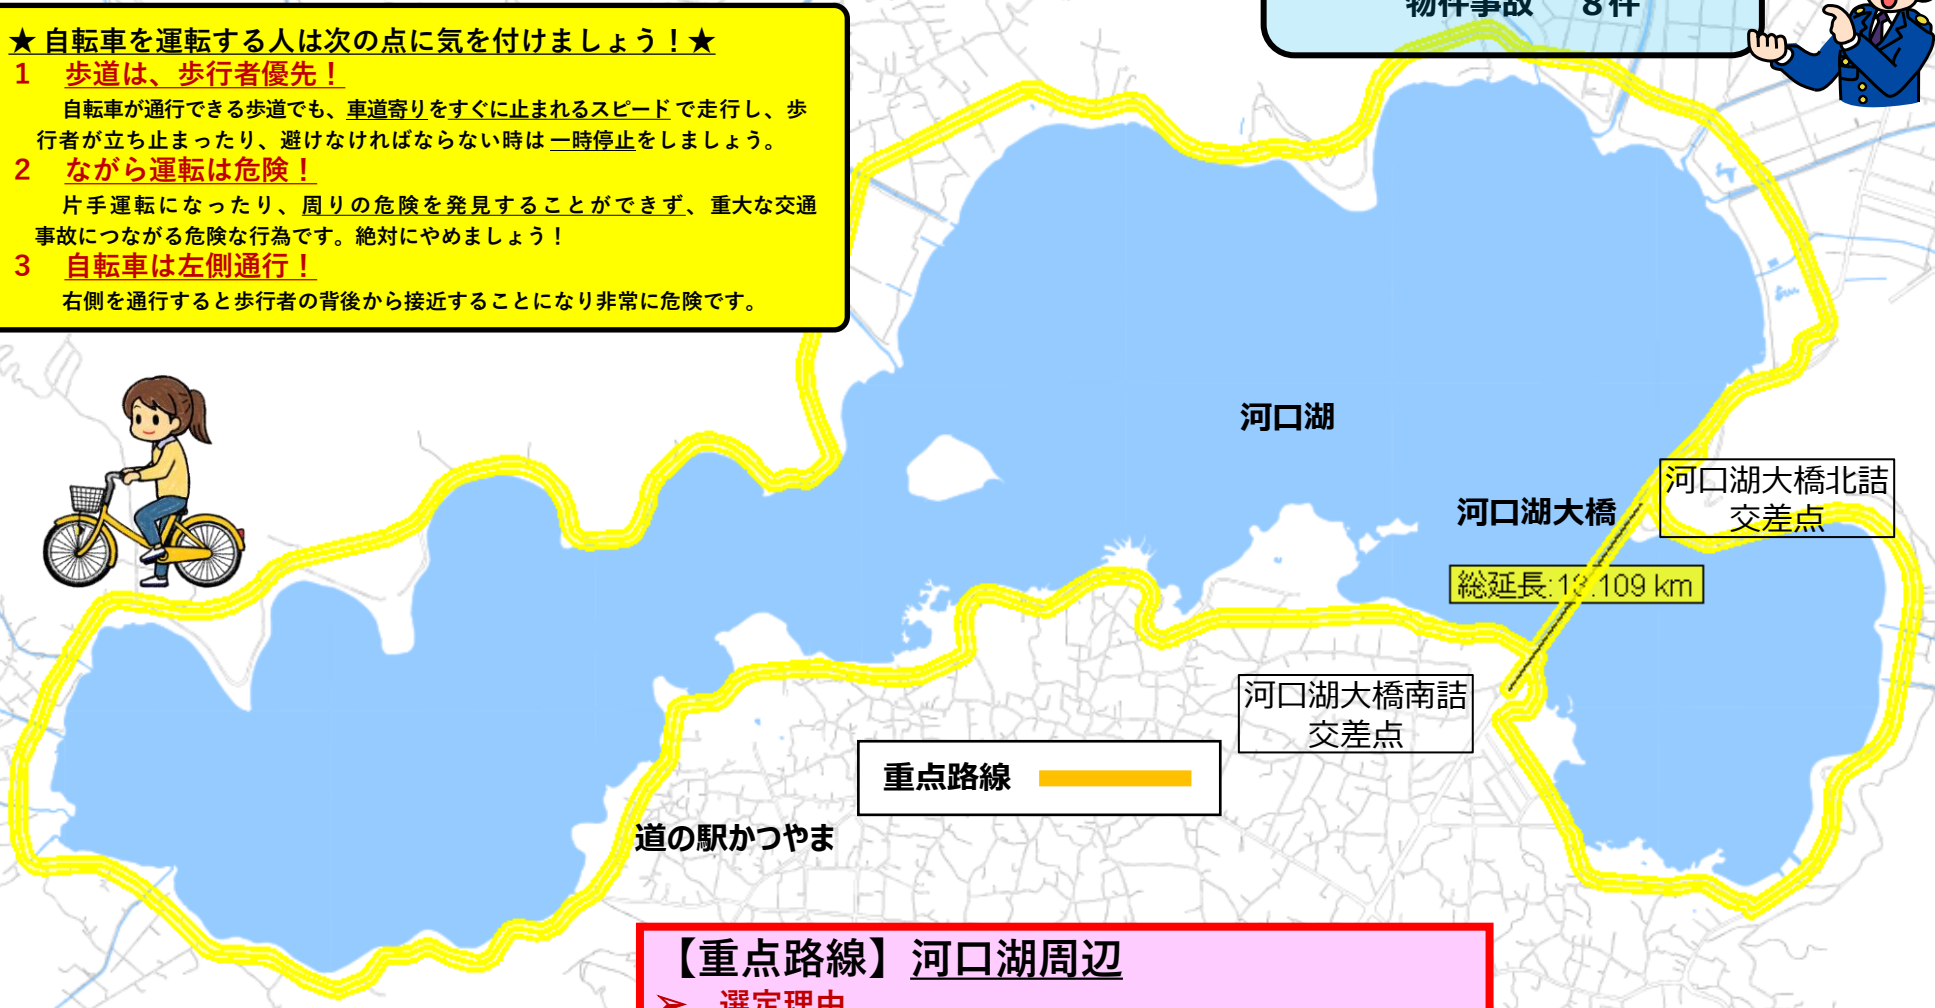 物件事故 8件
★自転車を運転する人は次の点に気を付けましょう！★
1 歩道は、歩行者優先！
自転車が通行できる歩道でも、車道寄りをすぐに止まれるスピードで走行し、歩
行者が立ち止まったり、避けなければならない時は一時停止をしましょう。
2 ながら運転は危険！
片手運転になったり、周りの危険を発見することができず、重大な交通
事故につながる危険な行為です。絶対にやめましょう！
3 自転車は左側通行！
右側を通行すると歩行者の背後から接近することになり非常に危険です。
河口湖
河口湖大橋北詰
交差点
河口湖大橋
総延長:13.109 km
河口湖大橋南詰
交差点
重点路線
道の駅かつやま
【重点路線】河口湖周辺
➢ 選定理由